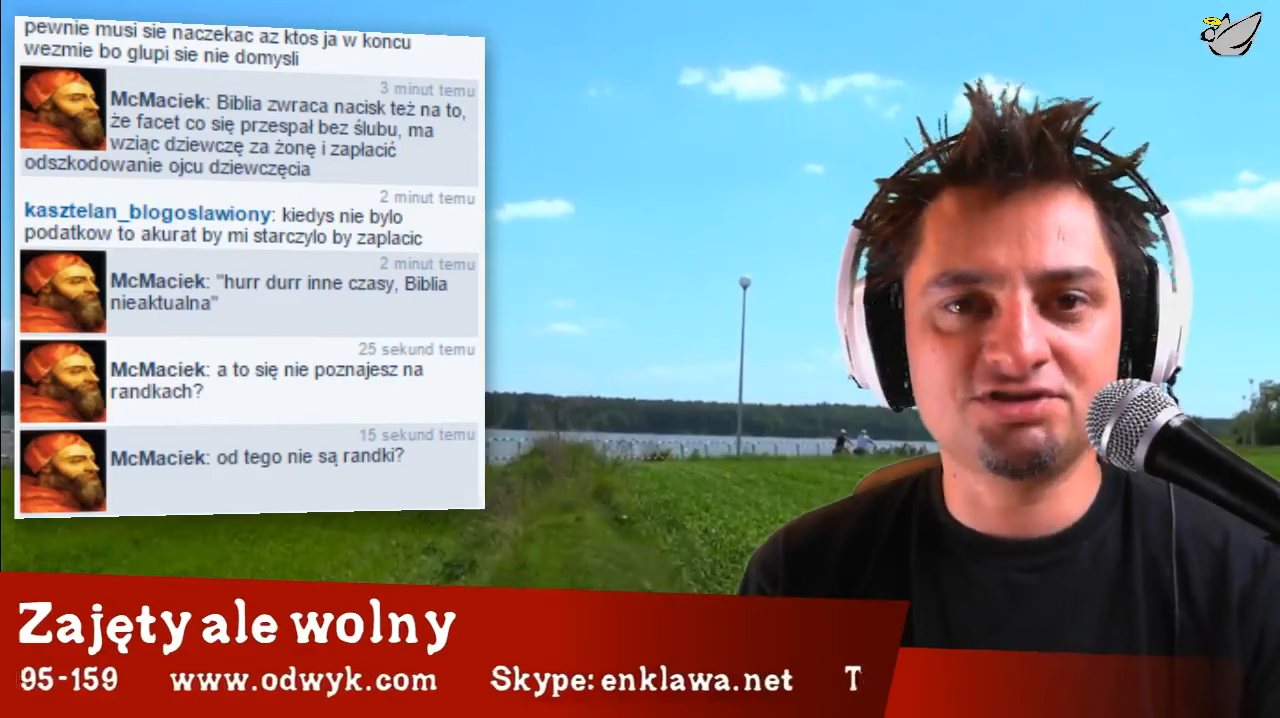 pewnie musi sie naczekac az ktos ja w koncu
wezmie bo glupi sie nie domysli
3 minut temu
McMaciek: Biblia zwraca nacisk też na to,
że facet co się przespał bez ślubu, ma
wziąc dziewczę za żonę i zapłacić
odszkodowanie ojcu dziewczęcia
2 minut temu
kasztelan_blogoslawiony: kiedys nie bylo
podatkow to akurat by mi starczylo by zaplacic
2 minut temu
McMaciek: "hurr durr inne czasy, Biblia
nieaktualna"
25 sekund temu
McMaciek: a to się nie poznajesz na
randkach?
15 sekund temu
McMaciek: od tego nie są randki?
Zajęty ale wolny
95-159 www.odwyk.com Skype: enklawa.net T